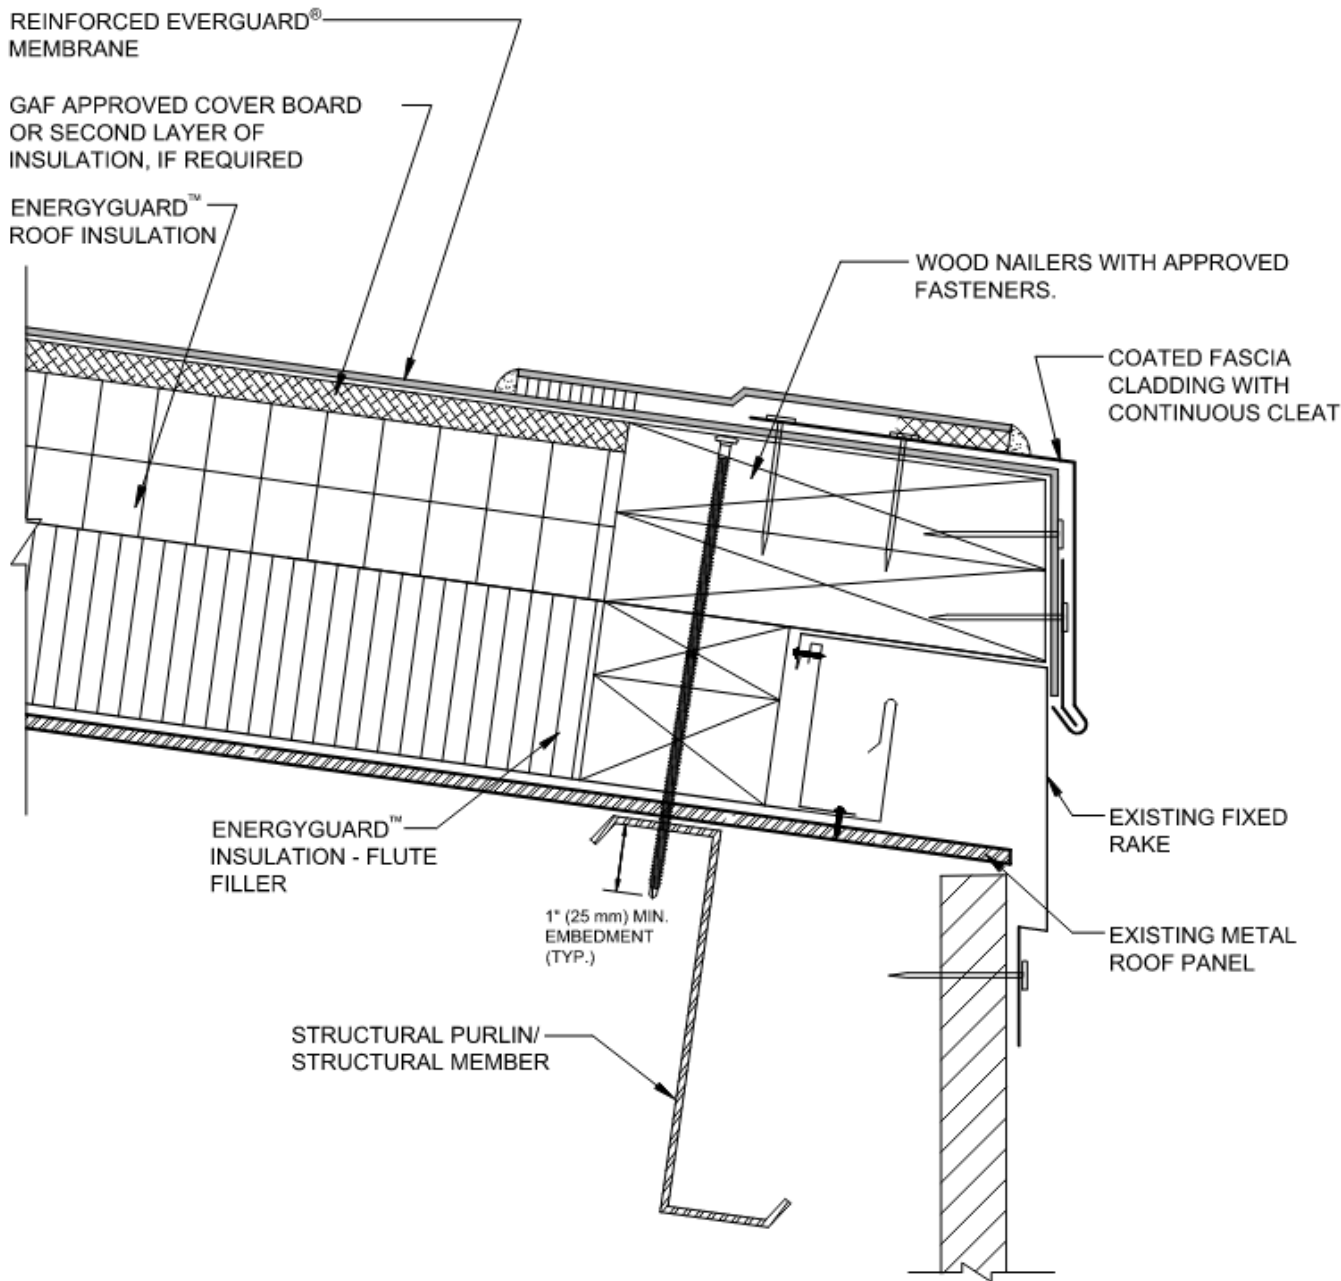 REINFORCED EVERGUARD®
MEMBRANE
GAF APPROVED COVER BOARD
OR SECOND LAYER OF
INSULATION, IF REQUIRED
ENERGYGUARD™
ROOF INSULATION
WOOD NAILERS WITH APPROVED
FASTENERS.
COATED FASCIA
CLADDING WITH
CONTINUOUS CLEAT
ENERGYGUARD™
INSULATION - FLUTE
FILLER
EXISTING FIXED
RAKE
1" (25 mm) MIN.
EMBEDMENT
(TYP.)
EXISTING METAL
ROOF PANEL
STRUCTURAL PURLIN/
STRUCTURAL MEMBER